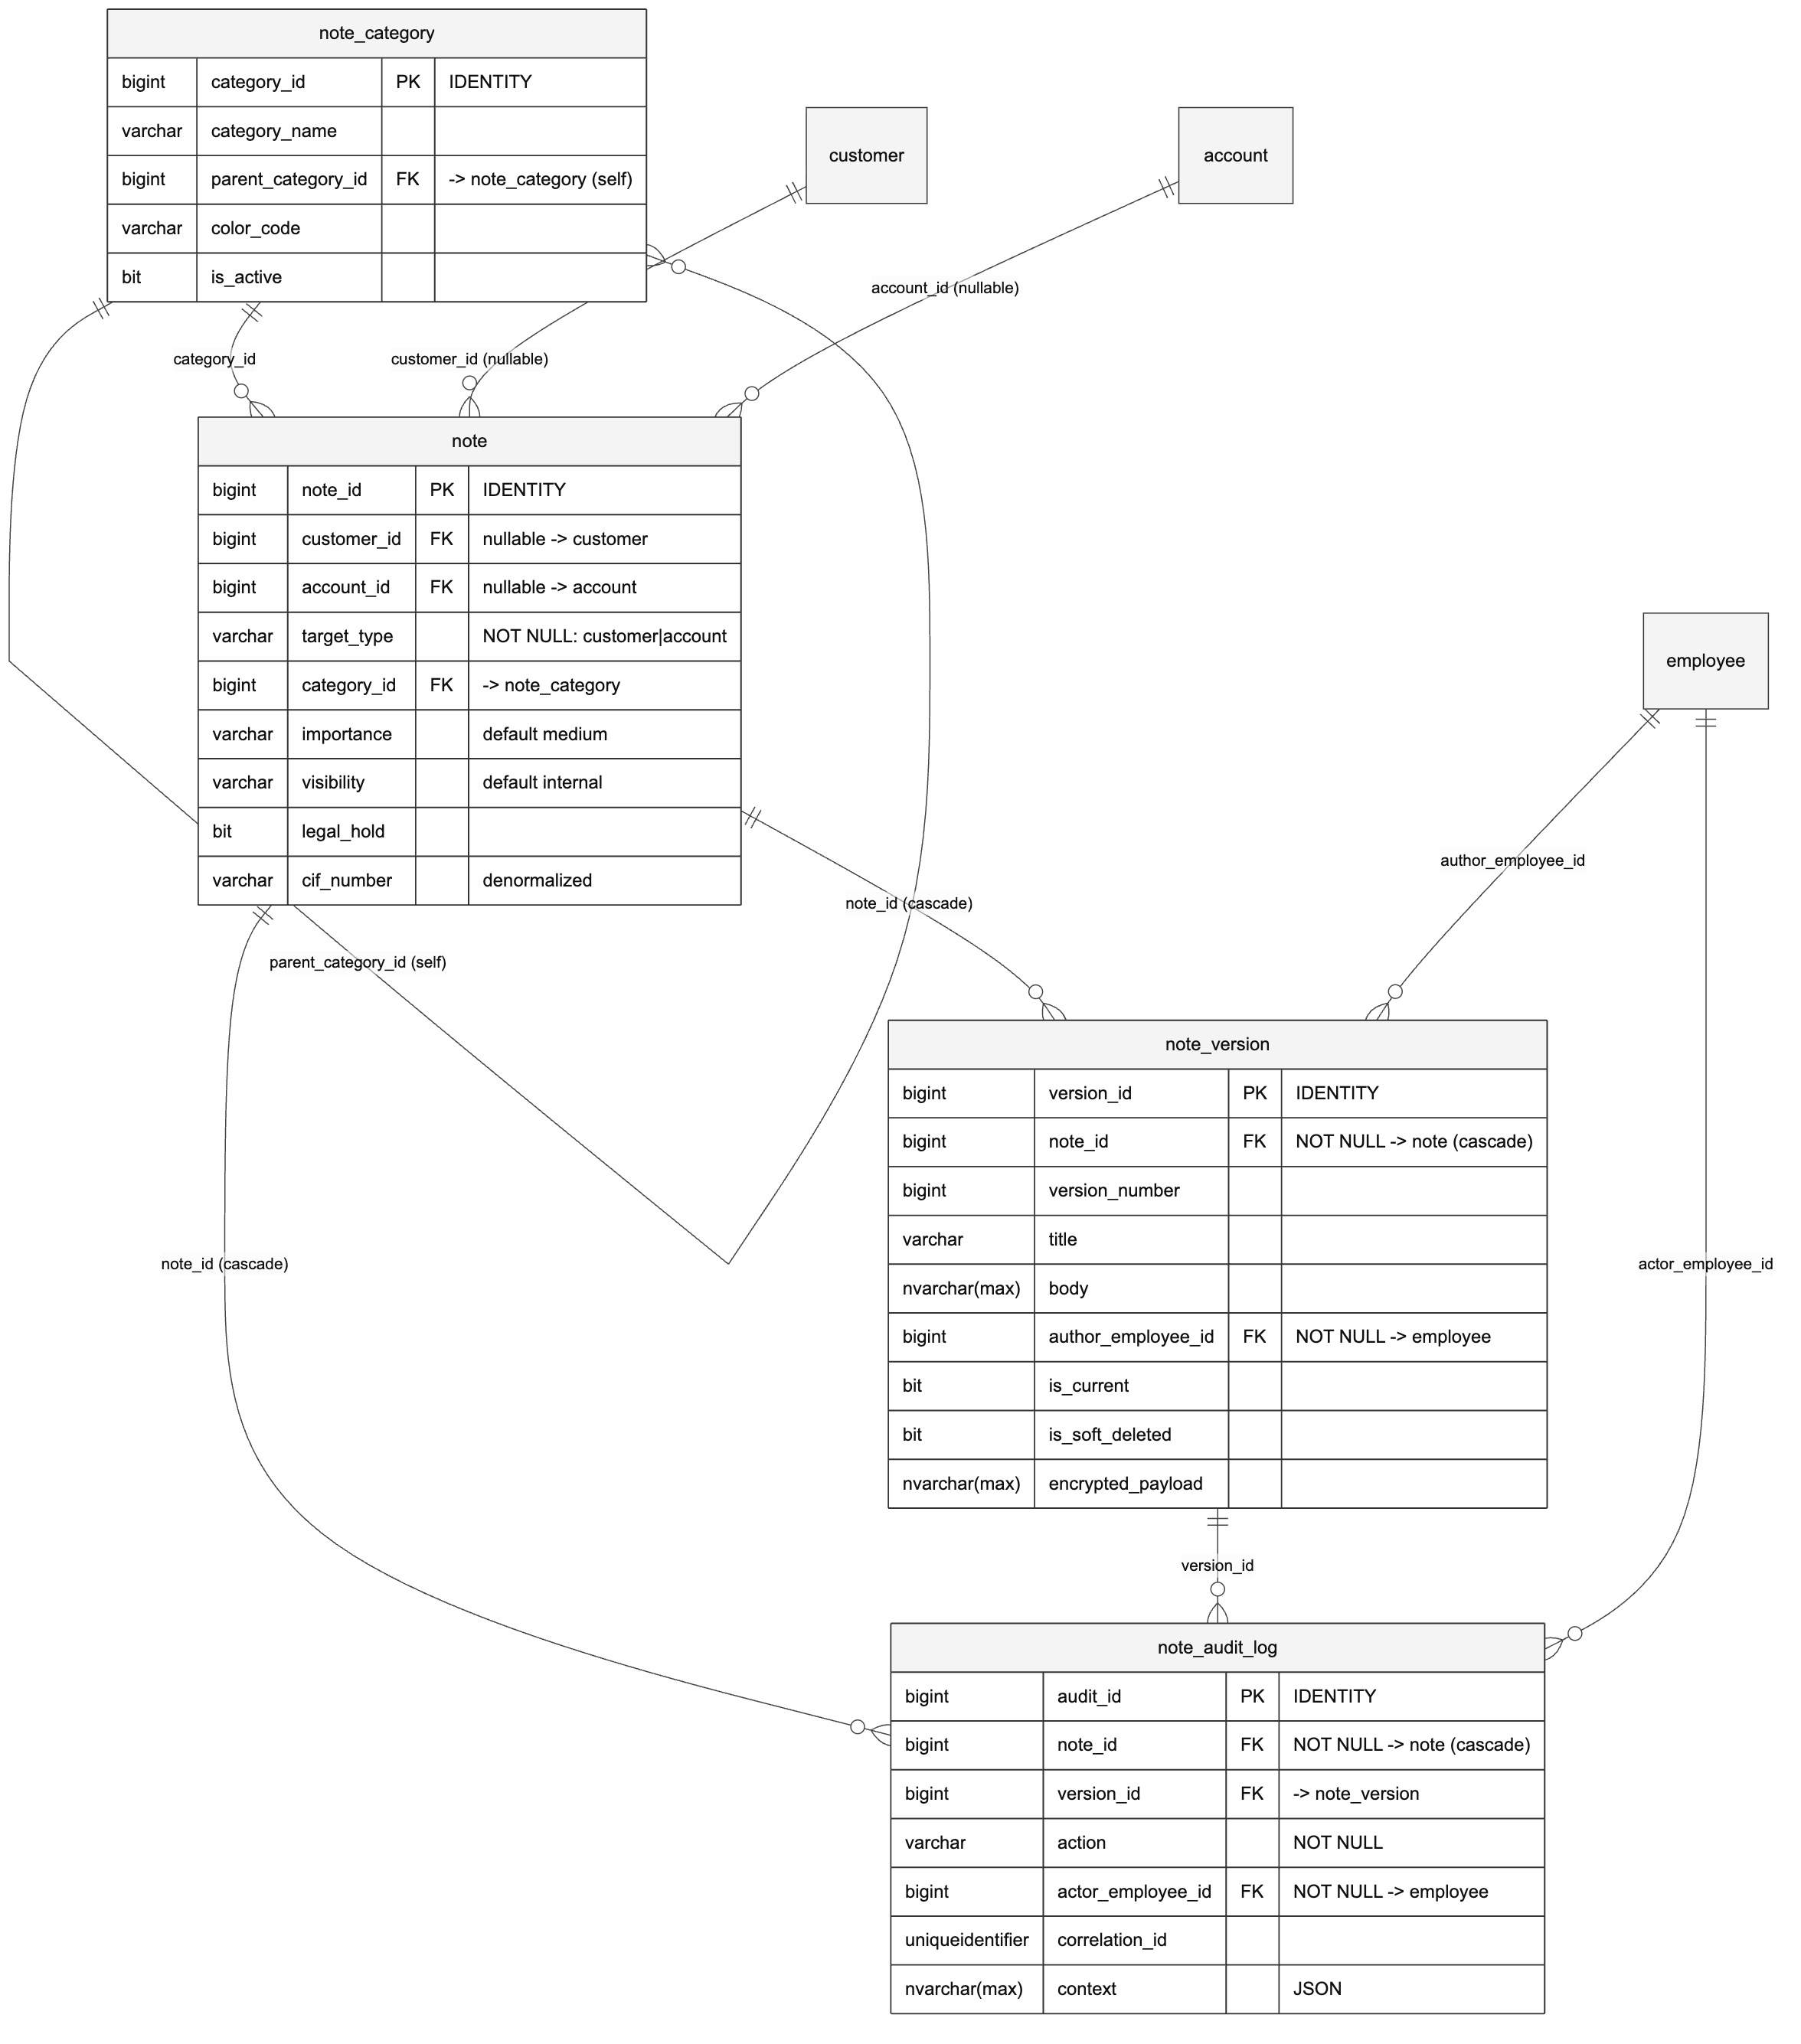 note_category
bigint category_id PK IDENTITY
varchar category_name
bigint parent_category_id FK -> note_category (self)
varchar color_code
bit is_active
customer
account
account_id (nullable)
category_id
customer_id (nullable)
note
bigint note_id PK IDENTITY
bigint customer_id FK nullable -> customer
bigint account_id FK nullable -> account
varchar target_type NOT NULL: customer|account
bigint category_id FK -> note_category
varchar importance default medium
varchar visibility default internal
bit legal_hold
varchar cif_number denormalized
employee
author_employee_id
note_id (cascade)
parent_category_id (self)
note_version
bigint version_id PK IDENTITY
bigint note_id FK NOT NULL -> note (cascade)
bigint version_number
varchar title
nvarchar(max) body
bigint author_employee_id FK NOT NULL -> employee
bit is_current
bit is_soft_deleted
nvarchar(max) encrypted_payload
note_id (cascade)
actor_employee_id
version_id
note_audit_log
bigint audit_id PK IDENTITY
bigint note_id FK NOT NULL -> note (cascade)
bigint version_id FK -> note_version
varchar action NOT NULL
bigint actor_employee_id FK NOT NULL -> employee
uniqueidentifier correlation_id
nvarchar(max) context JSON